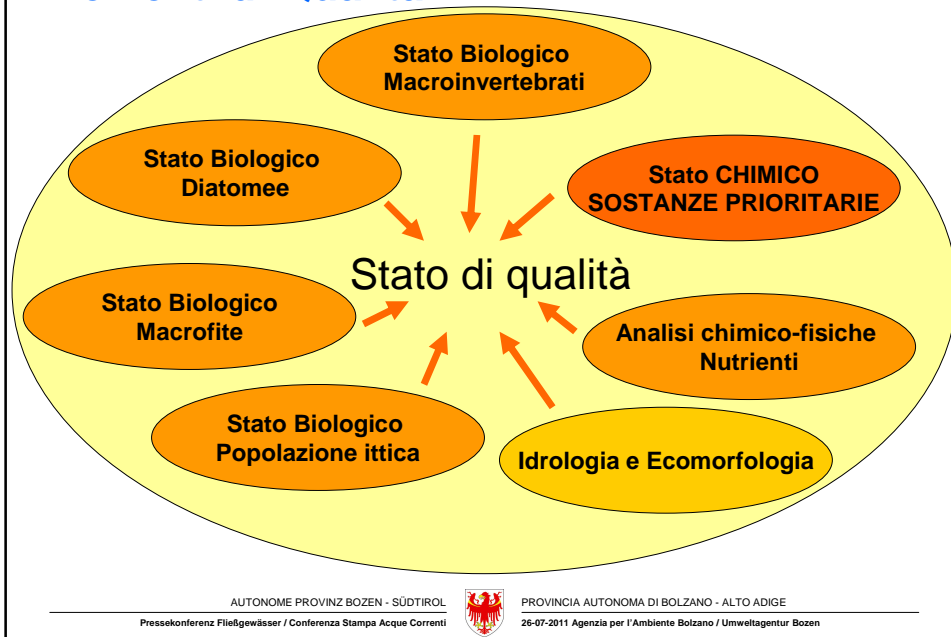 Stato Biologico
Macroinvertebrati
Stato Biologico
Diatomee
Stato CHIMICO
SOSTANZE PRIORITARIE
Stato di qualità
Stato Biologico
Macrofite
Analisi chimico-fisiche
Nutrienti
Stato Biologico
Popolazione ittica
Idrologia e Ecomorfologia
AUTONOME PROVINZ BOZEN - SÜDTIROL
Pressekonferenz Fließgewässer / Conferenza Stampa Acque Correnti
PROVINCIA AUTONOMA DI BOLZANO - ALTO ADIGE
26-07-2011 Agenzia per l'Ambiente Bolzano / Umweltagentur Bozen